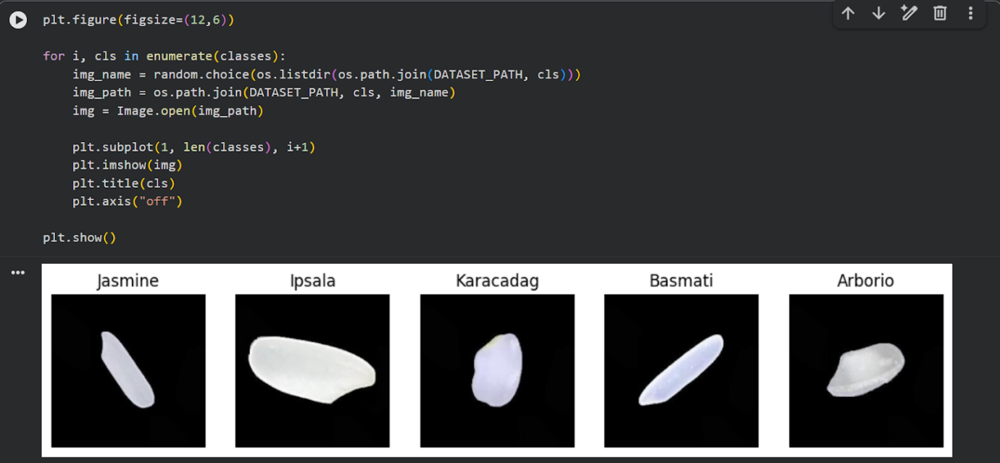 plt.figure(figsize=(12,6))
for i, cls in enumerate(classes):
    img_name = random.choice(os.listdir(os.path.join(DATASET_PATH, cls)))
    img_path = os.path.join(DATASET_PATH, cls, img_name)
    img = Image.open(img_path)
    plt.subplot(1, len(classes), i+1)
    plt.imshow(img)
    plt.title(cls)
    plt.axis("off")
plt.show()
Jasmine Ipsala Karacadag Basmati Arborio